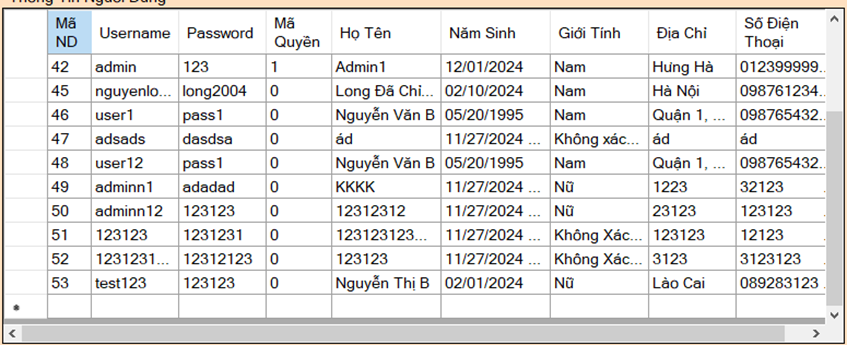 Thông Tin Người Dùng
Mã ND Username Password Mã Quyền Họ Tên Năm Sinh Giới Tính Địa Chỉ Số Điện Thoại
42 admin 123 1 Admin1 12/01/2024 Nam Hưng Hà 012399999...
45 nguyenlo... long2004 0 Long Đã Chỉ... 02/10/2024 Nam Hà Nội 098761234...
46 user1 pass1 0 Nguyễn Văn B 05/20/1995 Nam Quận 1, ... 098765432...
47 adsads dasdsa 0 ád 11/27/2024 ... Không xác... ád ád
48 user12 pass1 0 Nguyễn Văn B 05/20/1995 Nam Quận 1, ... 098765432...
49 adminn1 adadad 0 KKKK 11/27/2024 ... Nữ 1223 32123
50 adminn12 123123 0 12312312 11/27/2024 ... Nữ 23123 123123
51 123123 1231231 0 123123123... 11/27/2024 ... Không Xác... 123123 12123
52 1231231... 12312123 0 123123 11/27/2024 ... Không Xác... 3123 3123123
53 test123 123123 0 Nguyễn Thị B 02/01/2024 Nữ Lào Cai 089283123